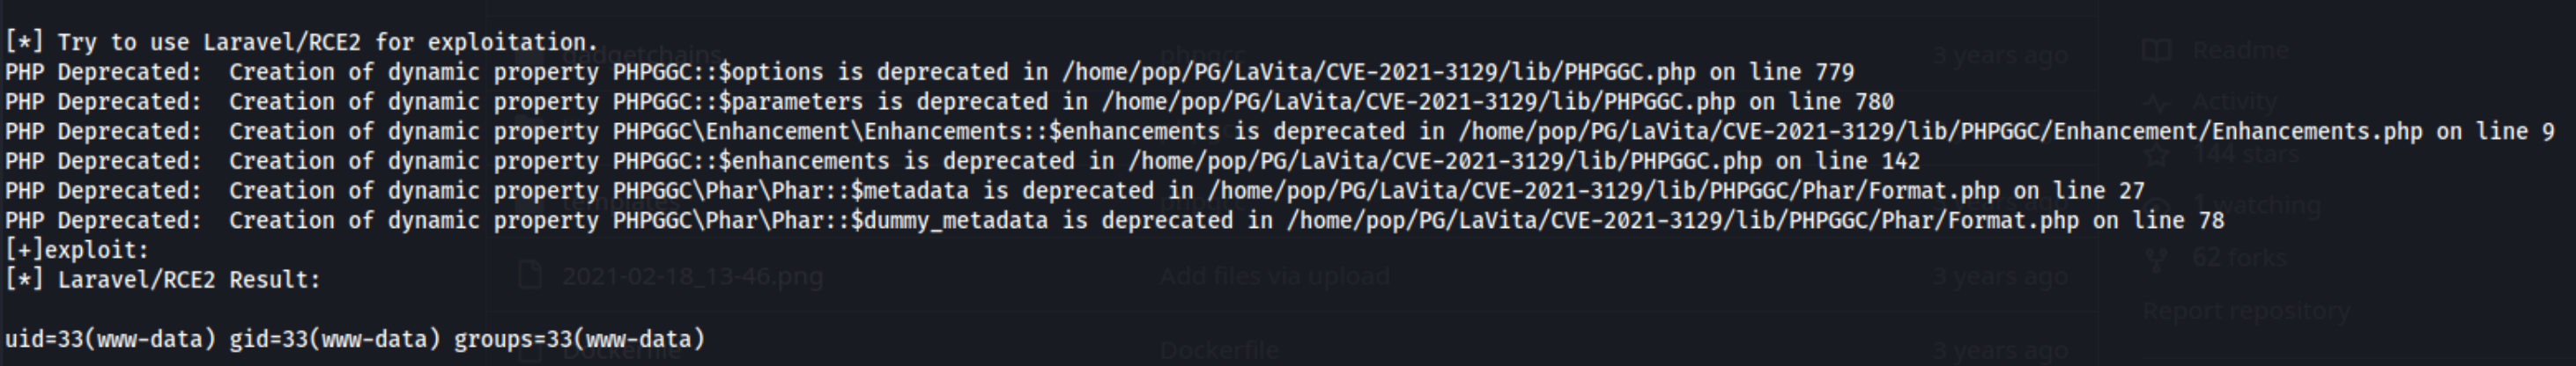 [*] Try to use Laravel/RCE2 for exploitation.
PHP Deprecated:  Creation of dynamic property PHPGGC::$options is deprecated in /home/pop/PG/LaVita/CVE-2021-3129/lib/PHPGGC.php on line 779
PHP Deprecated:  Creation of dynamic property PHPGGC::$parameters is deprecated in /home/pop/PG/LaVita/CVE-2021-3129/lib/PHPGGC.php on line 780
PHP Deprecated:  Creation of dynamic property PHPGGC\Enhancement\Enhancements::$enhancements is deprecated in /home/pop/PG/LaVita/CVE-2021-3129/lib/PHPGGC/Enhancement/Enhancements.php on line 9
PHP Deprecated:  Creation of dynamic property PHPGGC::$enhancements is deprecated in /home/pop/PG/LaVita/CVE-2021-3129/lib/PHPGGC.php on line 142
PHP Deprecated:  Creation of dynamic property PHPGGC\Phar\Phar::$metadata is deprecated in /home/pop/PG/LaVita/CVE-2021-3129/lib/PHPGGC/Phar/Format.php on line 27
PHP Deprecated:  Creation of dynamic property PHPGGC\Phar\Phar::$dummy_metadata is deprecated in /home/pop/PG/LaVita/CVE-2021-3129/lib/PHPGGC/Phar/Format.php on line 78
[+]exploit:
[*] Laravel/RCE2 Result:
uid=33(www-data) gid=33(www-data) groups=33(www-data)
gadgetchains phpgcc 3 years ago
templates
2021-02-18_13-46.png Add files via upload 3 years ago
Dockerfile Dockerfile 3 years ago
Readme
Activity
144 stars
1 watching
62 forks
Report repository